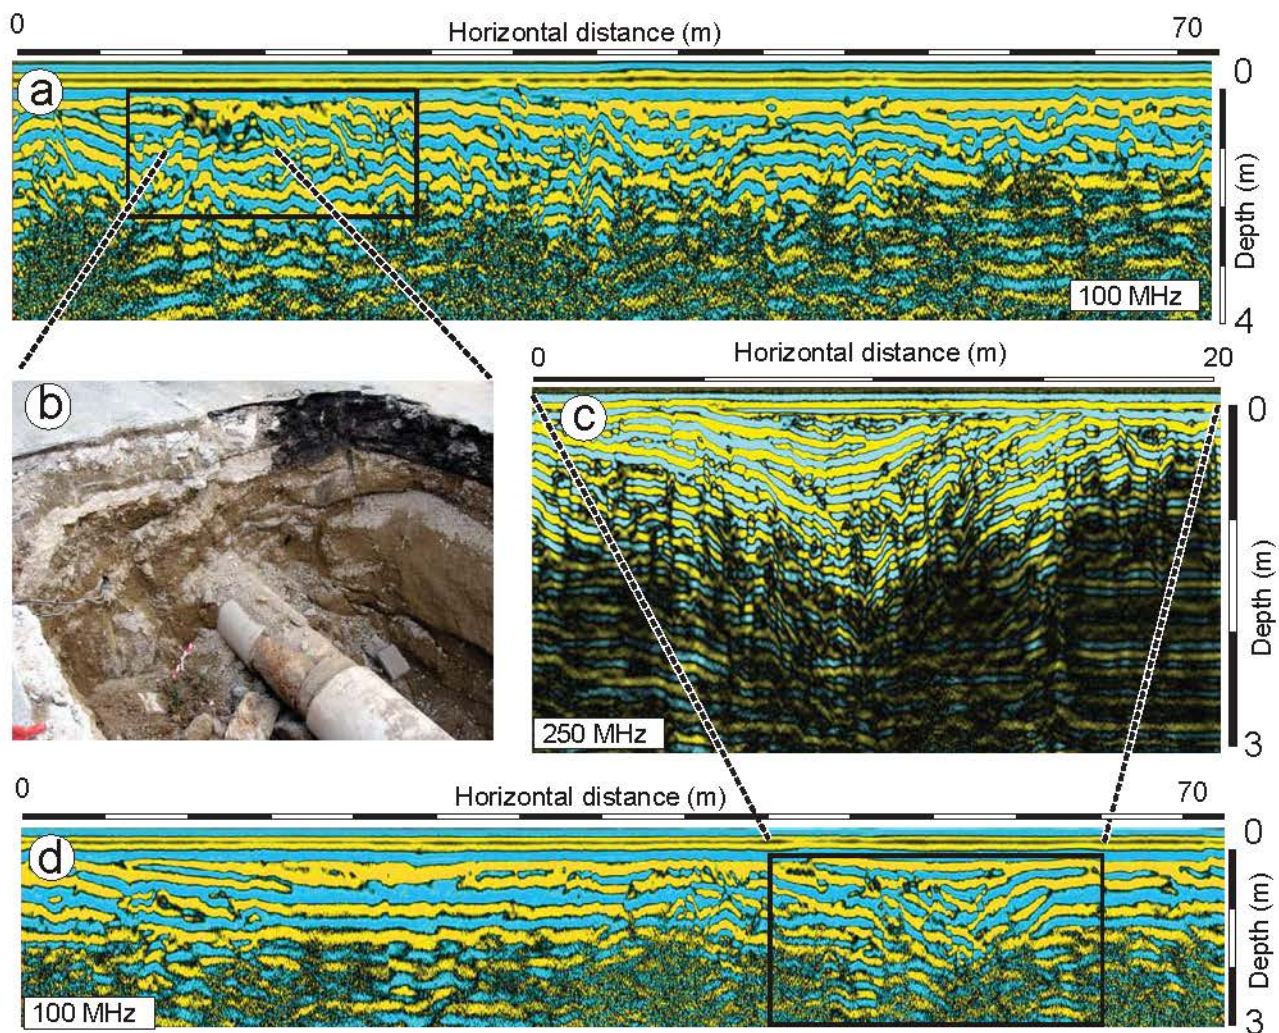 0 Horizontal distance (m) 70
a
0
Depth (m)
4
100 MHz
b
0 Horizontal distance (m) 20
c
0
Depth (m)
3
250 MHz
0 Horizontal distance (m) 70
d
0
Depth (m)
3
100 MHz